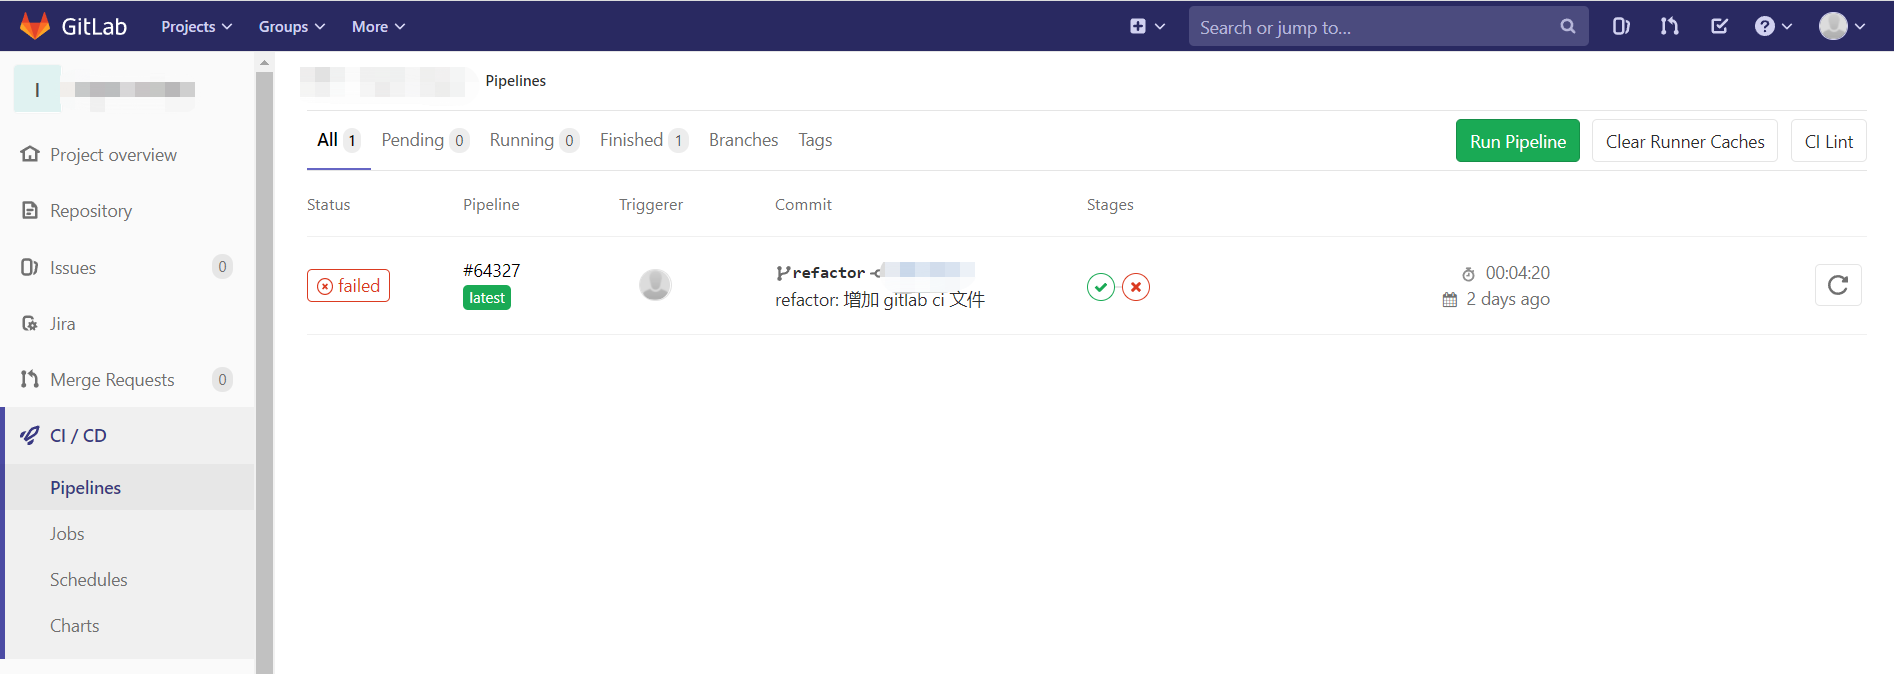 GitLab Projects Groups More Search or jump to...
I
Pipelines
Project overview
Repository
Issues 0
Jira
Merge Requests 0
CI / CD
Pipelines
Jobs
Schedules
Charts
All 1 Pending 0 Running 0 Finished 1 Branches Tags
Run Pipeline Clear Runner Caches CI Lint
Status Pipeline Triggerer Commit Stages
failed
#64327
latest
refactor
refactor: 增加 gitlab ci 文件
00:04:20
2 days ago